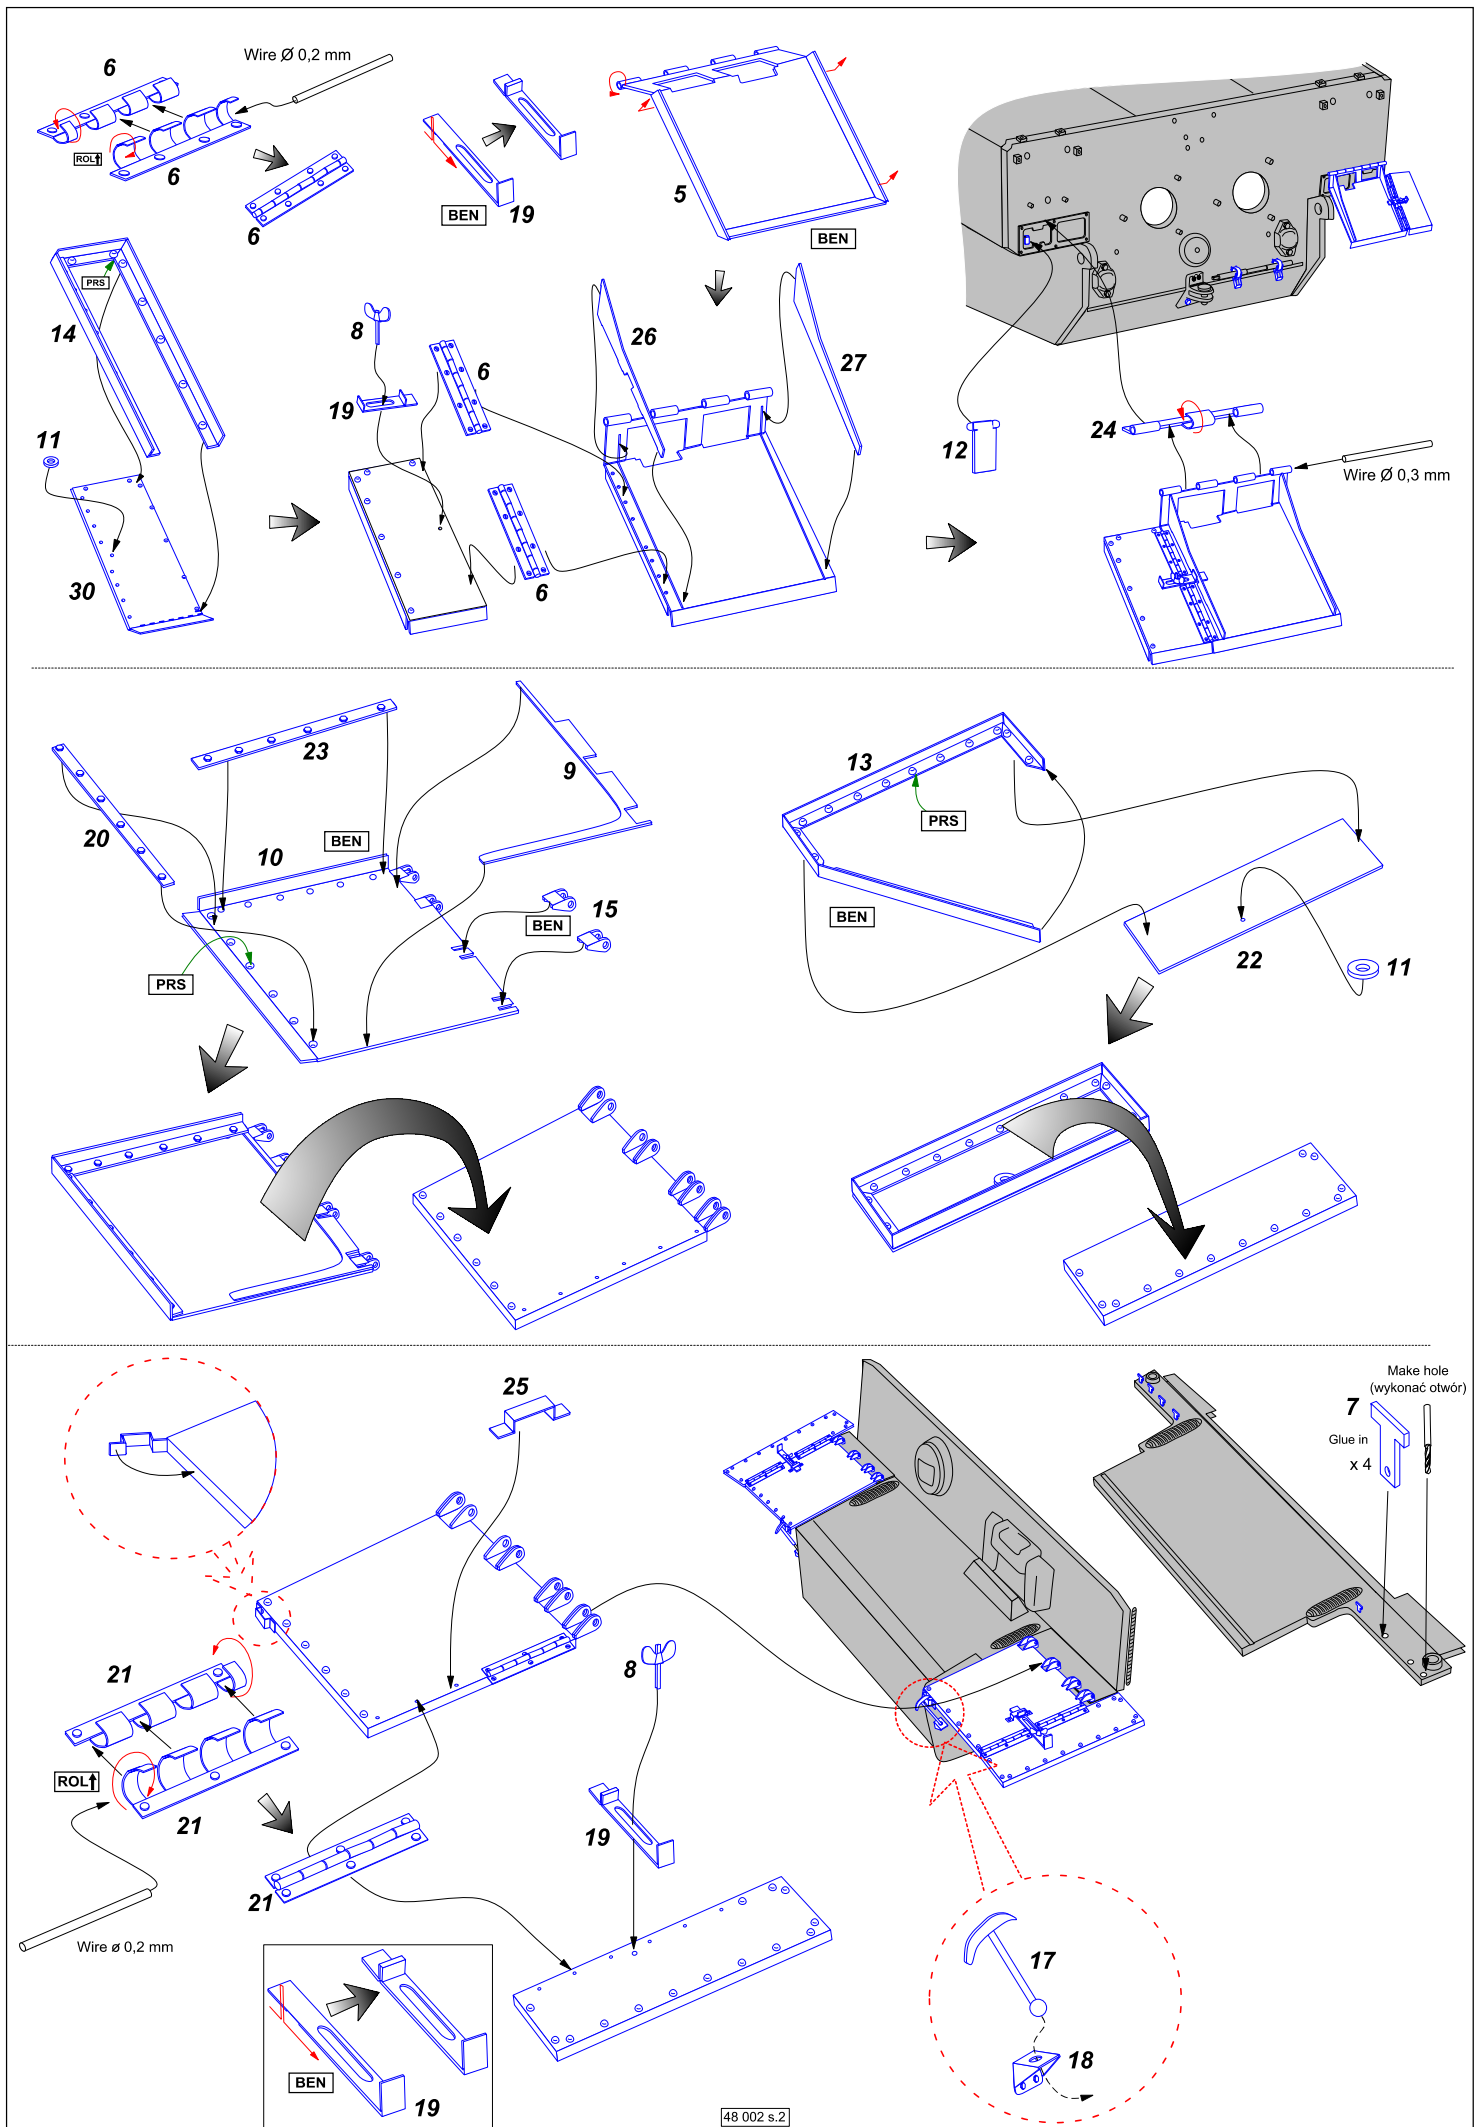 6
Wire Ø 0,2 mm
ROL
6
6
BEN
19
5
BEN
PRS
14
8
26
27
6
19
11
12
24
Wire Ø 0,3 mm
30
6
23
9
13
20
BEN
10
PRS
15
BEN
BEN
22
11
PRS
25
Make hole
(wykonać otwór)
7
Glue in
x 4
21
8
ROL
21
19
21
Wire ø 0,2 mm
17
18
BEN
19
48 002 s.2